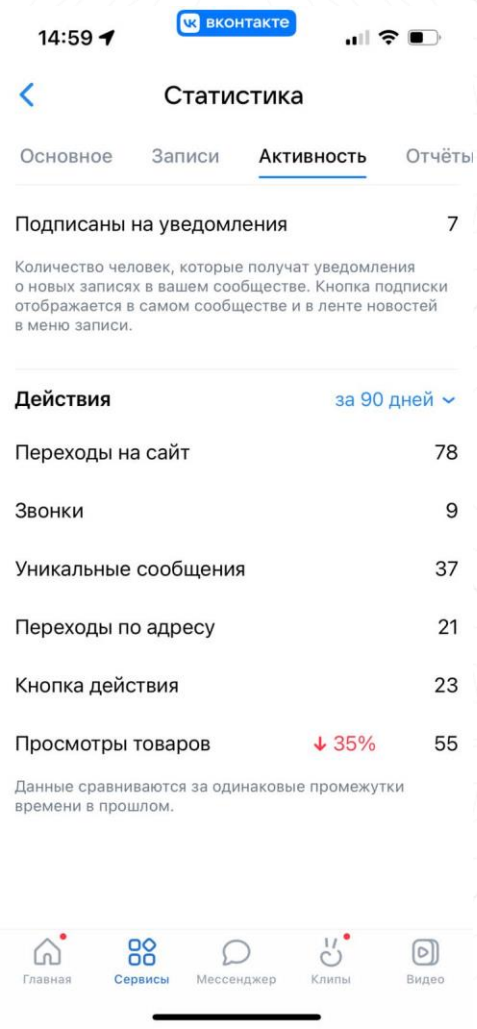 14:59
вконтакте
Статистика
Основное Записи Активность Отчёты
Подписаны на уведомления 7
Количество человек, которые получат уведомления
о новых записях в вашем сообществе. Кнопка подписки
отображается в самом сообществе и в ленте новостей
в меню записи.
Действия за 90 дней
Переходы на сайт 78
Звонки 9
Уникальные сообщения 37
Переходы по адресу 21
Кнопка действия 23
Просмотры товаров ↓ 35% 55
Данные сравниваются за одинаковые промежутки
времени в прошлом.
Главная Сервисы Мессенджер Клипы Видео